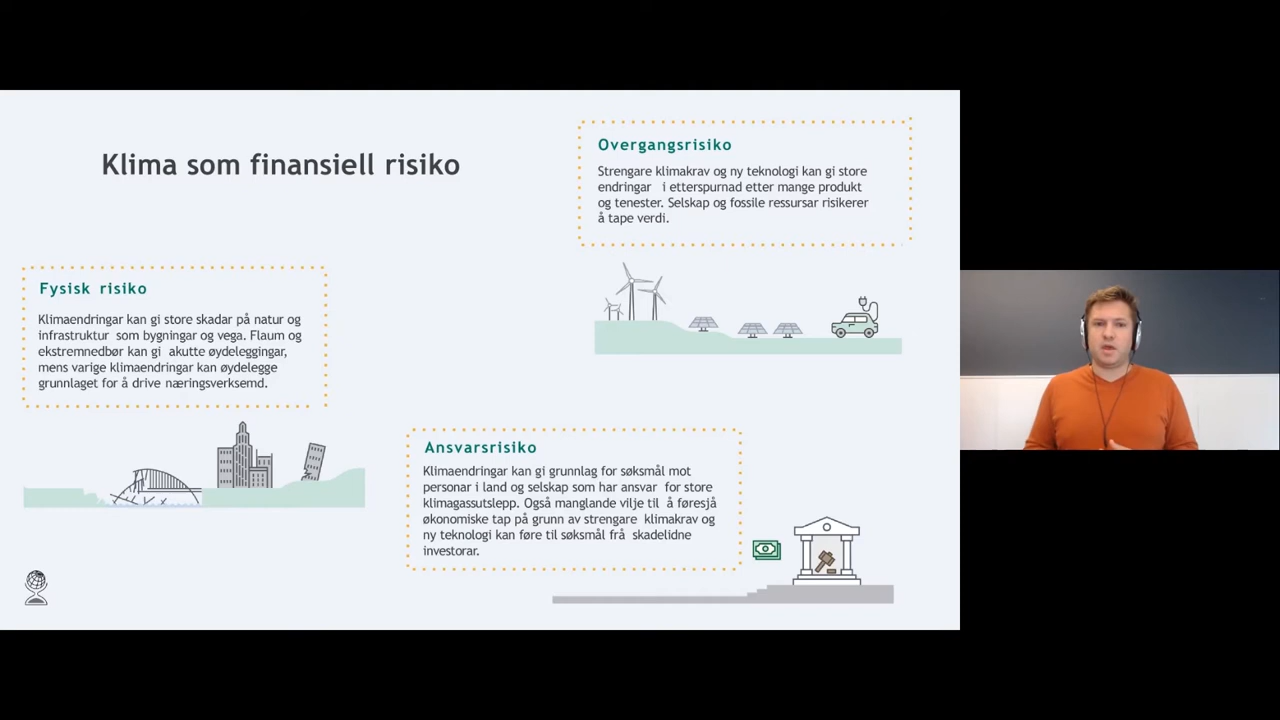 Klima som finansiell risiko
Overgangsrisiko
Strengare klimakrav og ny teknologi kan gi store
endringar i etterspurnad etter mange produkt
og tenester. Selskap og fossile ressursar risikerer
å tape verdi.
Fysisk risiko
Klimaendringar kan gi store skadar på natur og
infrastruktur som bygningar og vega. Flaum og
ekstremnedbør kan gi akutte øydeleggingar,
mens varige klimaendringar kan øydelegge
grunnlaget for å drive næringsverksemd.
Ansvarsrisiko
Klimaendringar kan gi grunnlag for søksmål mot
personar i land og selskap som har ansvar for store
klimagassutslepp. Også manglande vilje til å føresjå
økonomiske tap på grunn av strengare klimakrav og
ny teknologi kan føre til søksmål frå skadelidne
investorar.